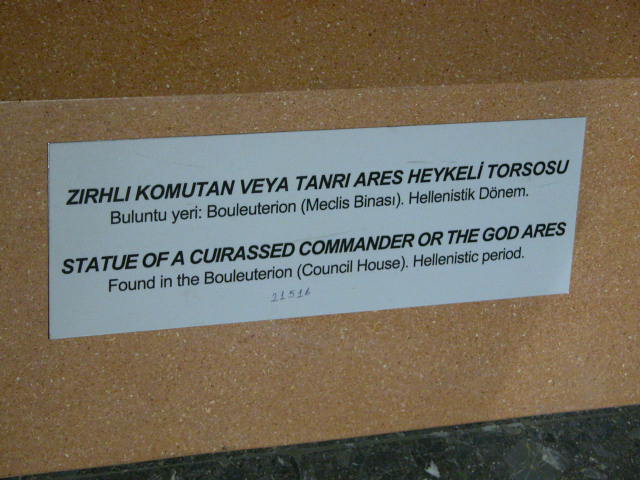 ZIRHLI KOMUTAN VEYA TANRI ARES HEYKELİ TORSOSU
Buluntu yeri: Bouleuterion (Meclis Binası). Hellenistik Dönem.
STATUE OF A CUIRASSED COMMANDER OR THE GOD ARES
Found in the Bouleuterion (Council House). Hellenistic period.
21516